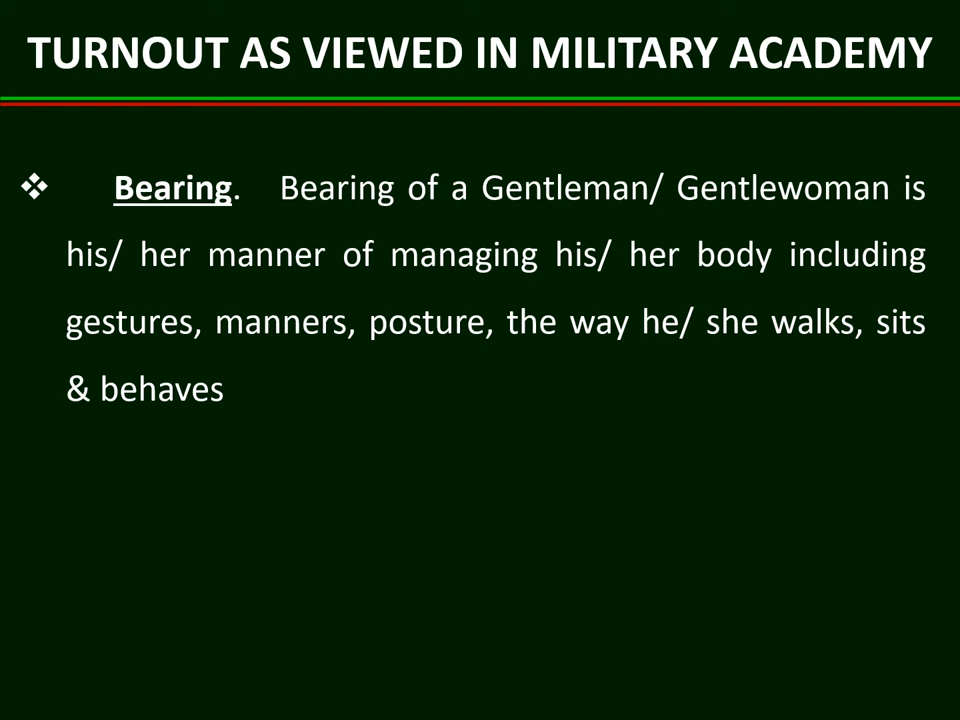 TURNOUT AS VIEWED IN MILITARY ACADEMY
❖ Bearing. Bearing of a Gentleman/ Gentlewoman is
his/ her manner of managing his/ her body including
gestures, manners, posture, the way he/ she walks, sits
& behaves